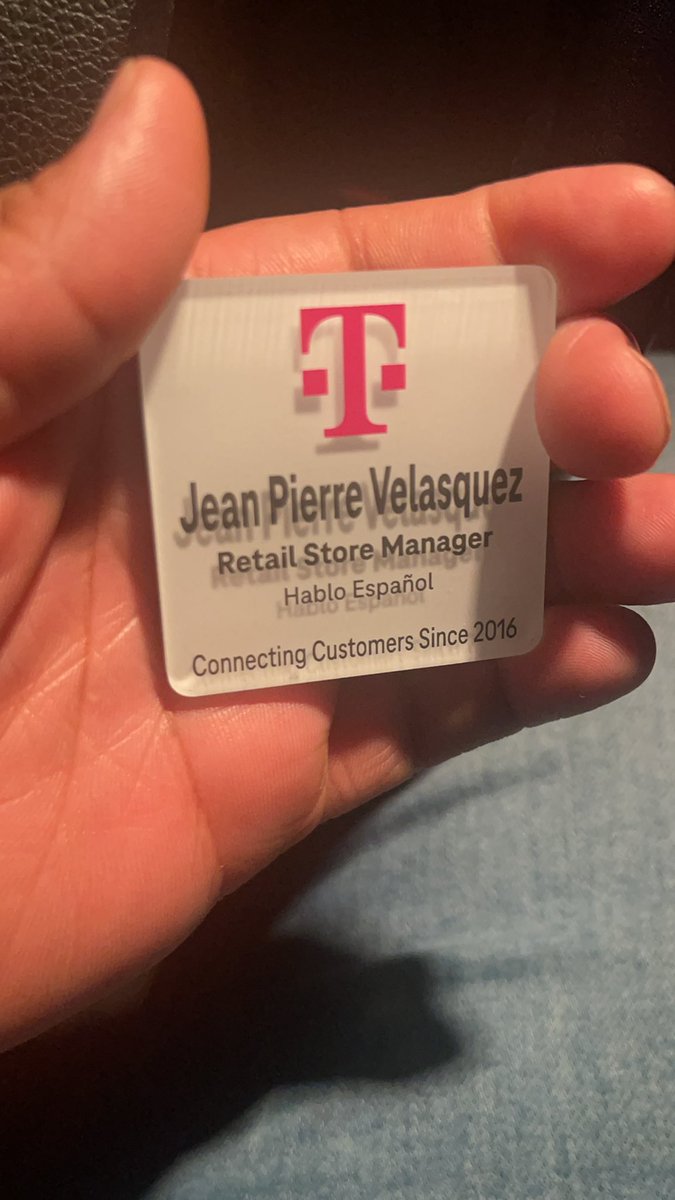 T
Jean Pierre Velasquez
Retail Store Manager
Hablo Español
Connecting Customers Since 2016